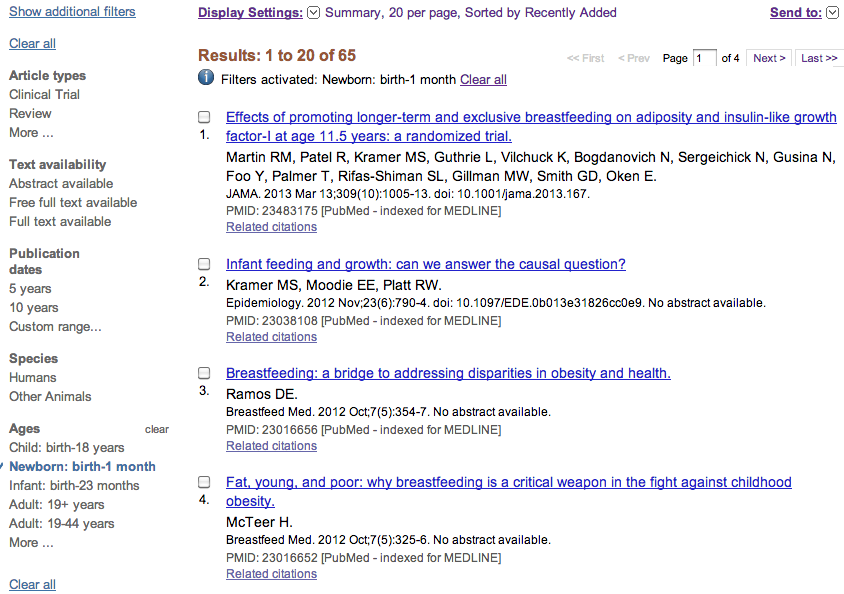 Show additional filters
Clear all
Article types
Clinical Trial
Review
More ...
Text availability
Abstract available
Free full text available
Full text available
Publication
dates
5 years
10 years
Custom range...
Species
Humans
Other Animals
Ages clear
Child: birth-18 years
Newborn: birth-1 month
Infant: birth-23 months
Adult: 19+ years
Adult: 19-44 years
More ...
Clear all
Display Settings: Summary, 20 per page, Sorted by Recently Added Send to:
Results: 1 to 20 of 65
<< First < Prev Page 1 of 4 Next > Last >>
Filters activated: Newborn: birth-1 month Clear all
Effects of promoting longer-term and exclusive breastfeeding on adiposity and insulin-like growth
1. factor-I at age 11.5 years: a randomized trial.
Martin RM, Patel R, Kramer MS, Guthrie L, Vilchuck K, Bogdanovich N, Sergeichick N, Gusina N,
Foo Y, Palmer T, Rifas-Shiman SL, Gillman MW, Smith GD, Oken E.
JAMA. 2013 Mar 13;309(10):1005-13. doi: 10.1001/jama.2013.167.
PMID: 23483175 [PubMed - indexed for MEDLINE]
Related citations
Infant feeding and growth: can we answer the causal question?
2. Kramer MS, Moodie EE, Platt RW.
Epidemiology. 2012 Nov;23(6):790-4. doi: 10.1097/EDE.0b013e31826cc0e9. No abstract available.
PMID: 23038108 [PubMed - indexed for MEDLINE]
Related citations
Breastfeeding: a bridge to addressing disparities in obesity and health.
3. Ramos DE.
Breastfeed Med. 2012 Oct;7(5):354-7. No abstract available.
PMID: 23016656 [PubMed - indexed for MEDLINE]
Related citations
Fat, young, and poor: why breastfeeding is a critical weapon in the fight against childhood
4. obesity.
McTeer H.
Breastfeed Med. 2012 Oct;7(5):325-6. No abstract available.
PMID: 23016652 [PubMed - indexed for MEDLINE]
Related citations